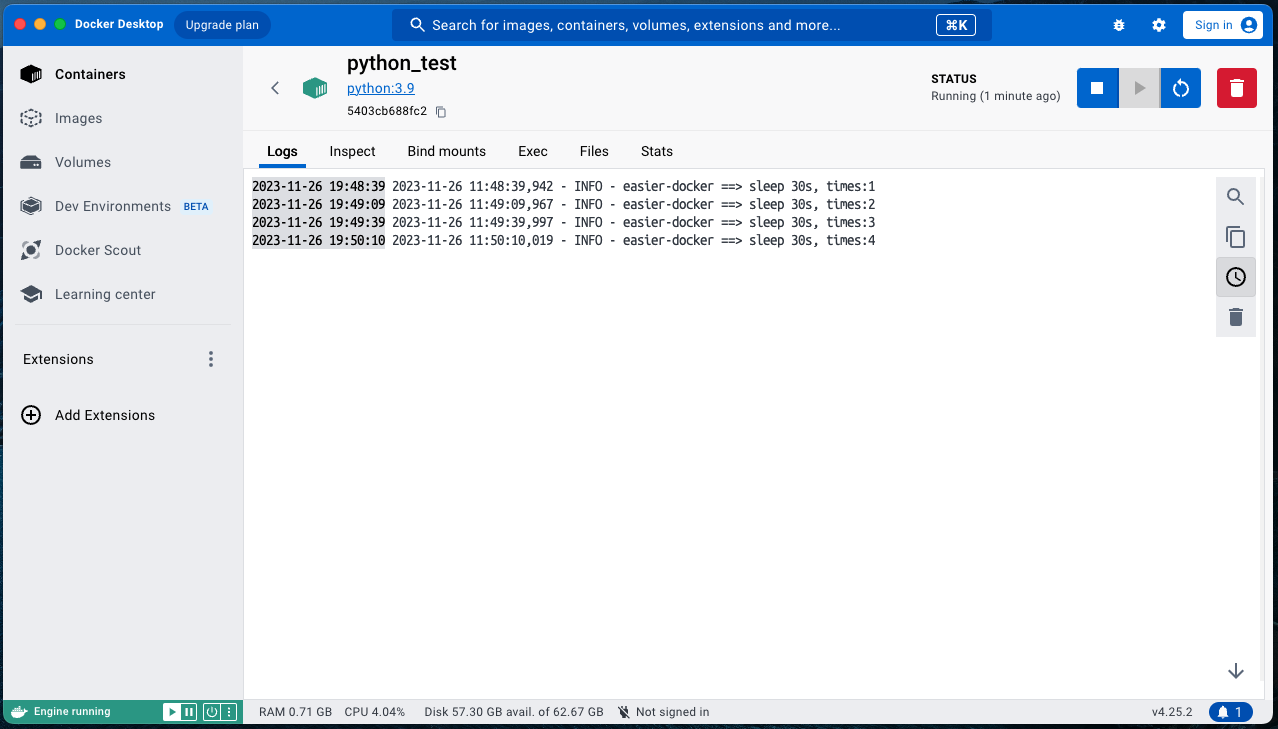 Docker Desktop
Upgrade plan
Search for images, containers, volumes, extensions and more...
⌘K
Sign in
Containers
Images
Volumes
Dev Environments BETA
Docker Scout
Learning center
Extensions
Add Extensions
python_test
python:3.9
5403cb688fc2
STATUS
Running (1 minute ago)
Logs Inspect Bind mounts Exec Files Stats
2023-11-26 19:48:39 2023-11-26 11:48:39,942 - INFO - easier-docker ==> sleep 30s, times:1
2023-11-26 19:49:09 2023-11-26 11:49:09,967 - INFO - easier-docker ==> sleep 30s, times:2
2023-11-26 19:49:39 2023-11-26 11:49:39,997 - INFO - easier-docker ==> sleep 30s, times:3
2023-11-26 19:50:10 2023-11-26 11:50:10,019 - INFO - easier-docker ==> sleep 30s, times:4
Engine running
RAM 0.71 GB CPU 4.04% Disk 57.30 GB avail. of 62.67 GB Not signed in
v4.25.2
1